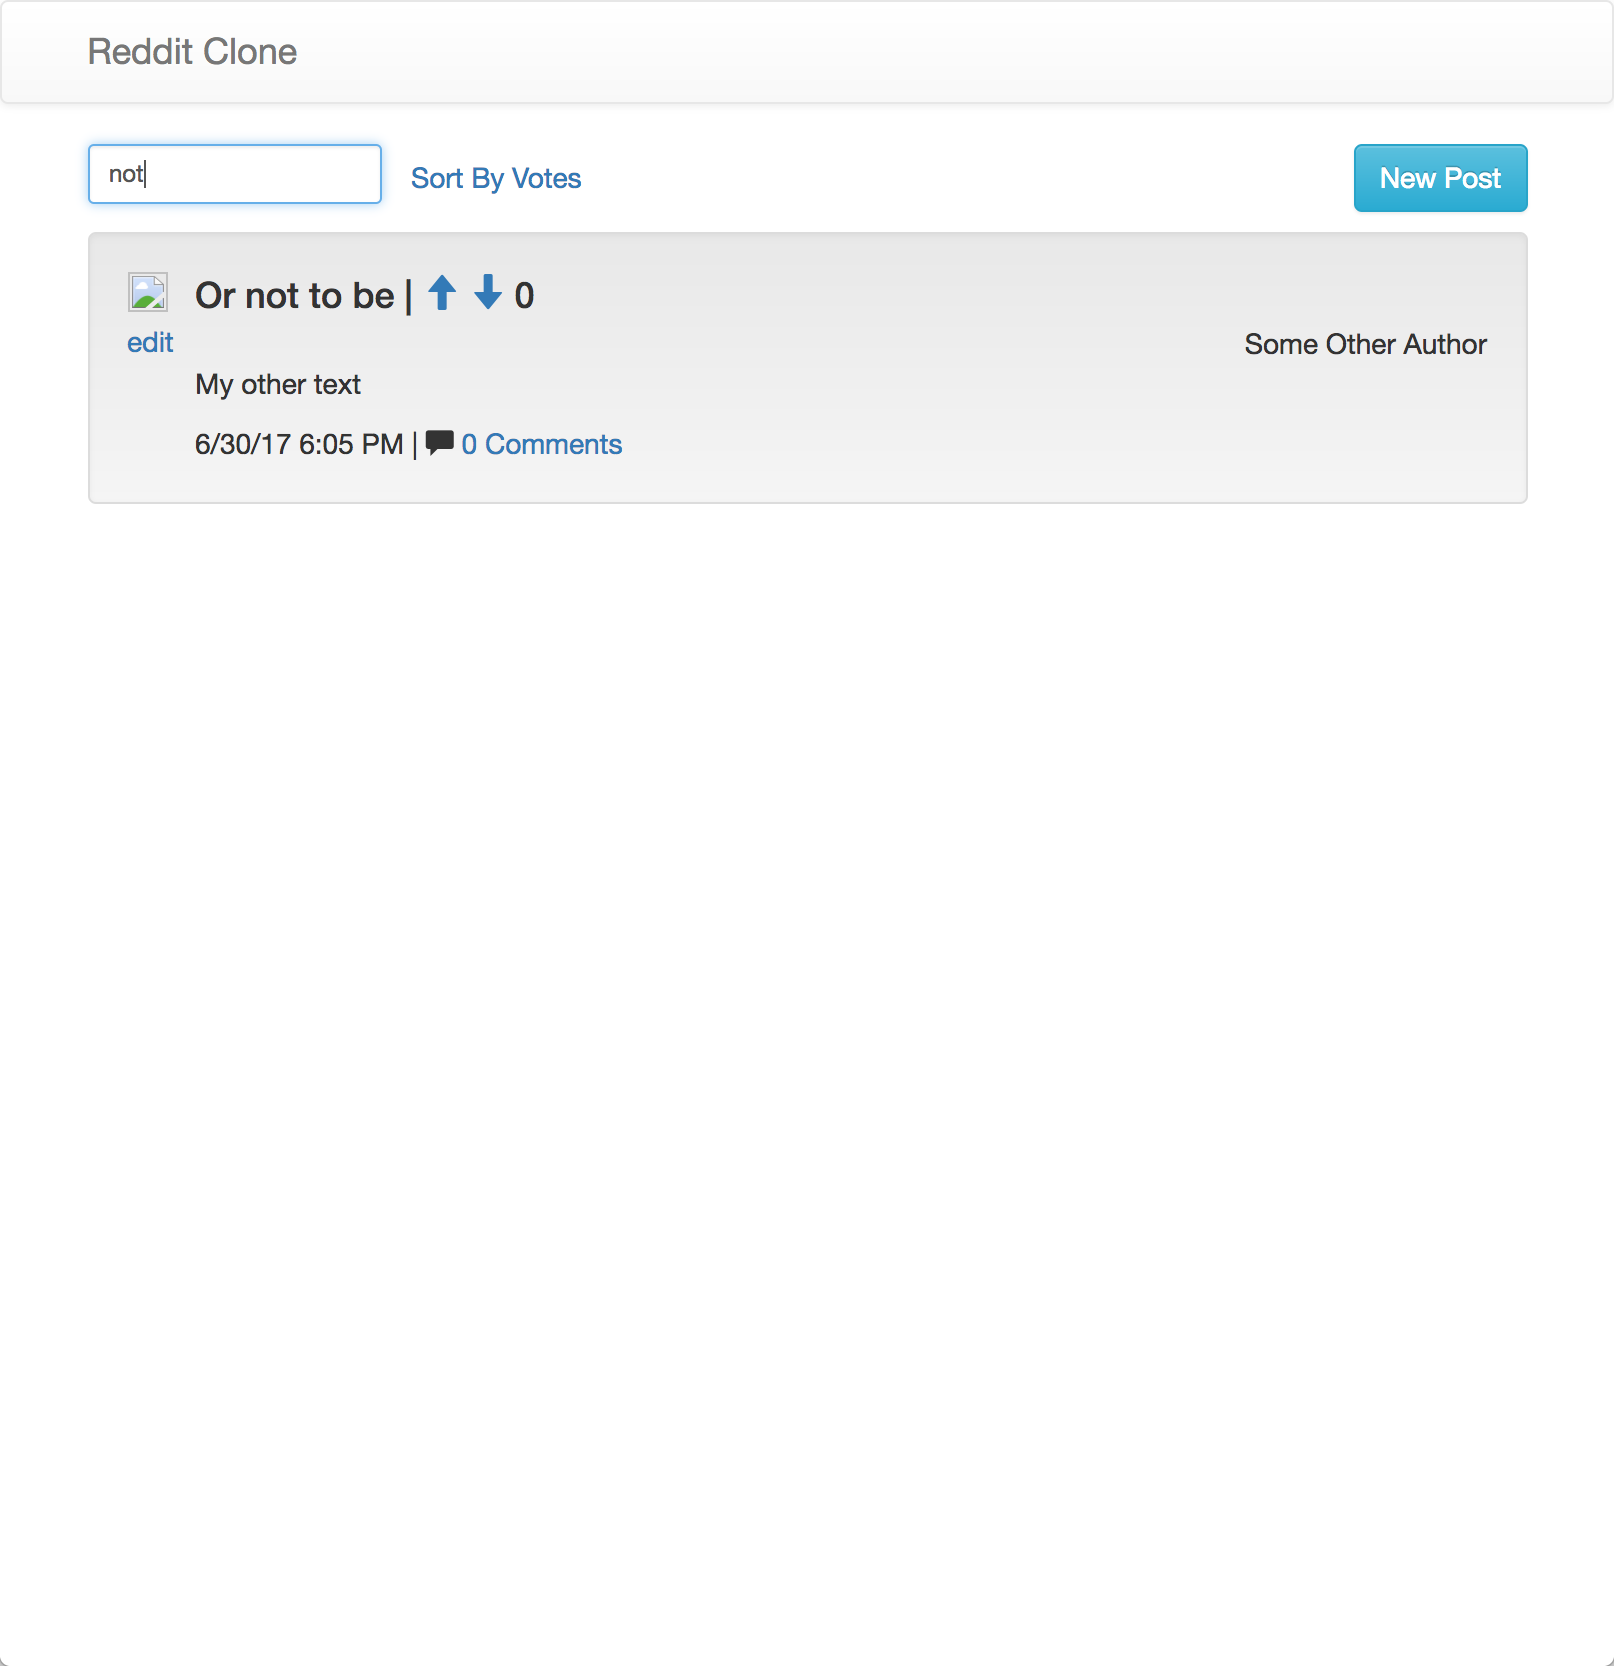 Reddit Clone
not
Sort By Votes
New Post
Or not to be | 0
edit
Some Other Author
My other text
6/30/17 6:05 PM | 0 Comments